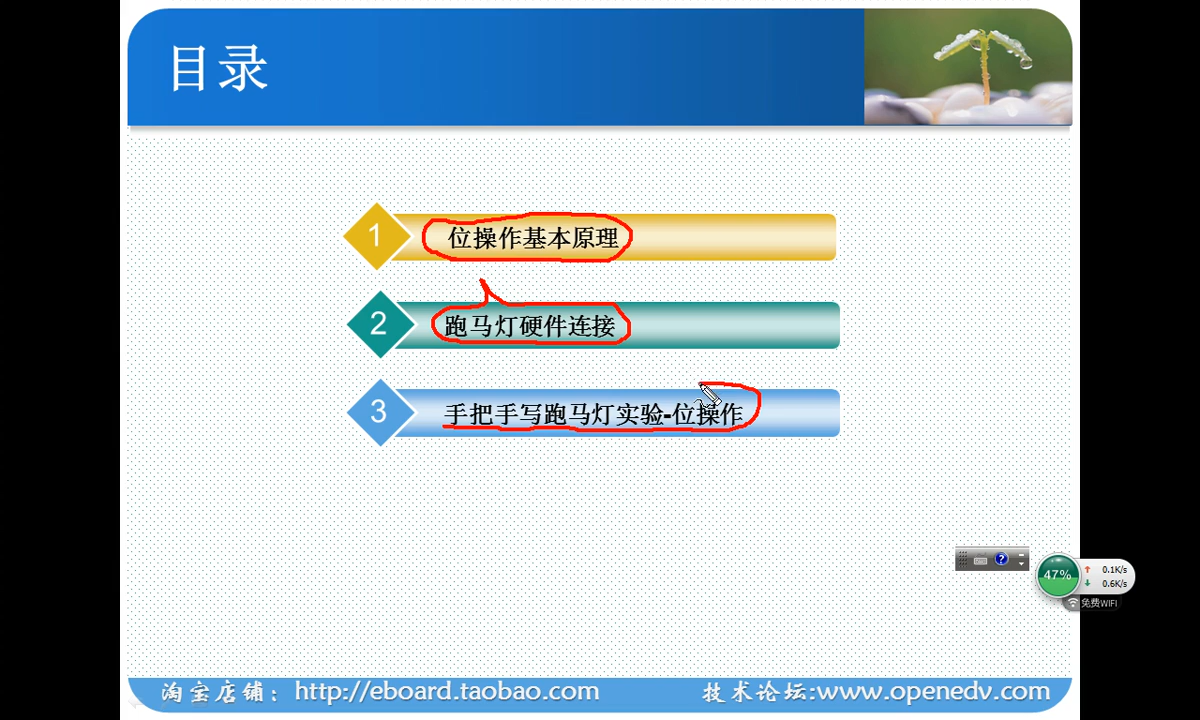 目录
1 位操作基本原理
2 跑马灯硬件连接
3 手把手写跑马灯实验-位操作
47% 0.1K/s
0.6K/s
免费WIFI
淘宝店铺：http://eboard.taobao.com 技术论坛:www.openedv.com